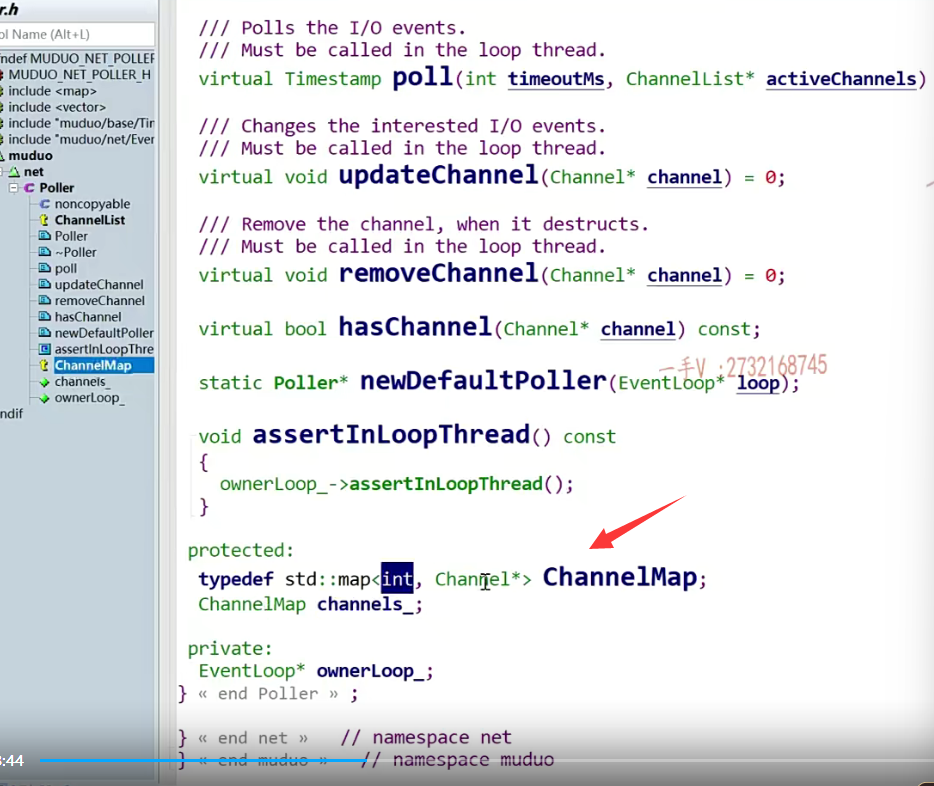 r.h
ol Name (Alt+L)
fndef MUDUO_NET_POLLER
MUDUO_NET_POLLER_H
include <map>
include <vector>
include "muduo/base/Tin
include "muduo/net/Ever
muduo
net
Poller
noncopyable
ChannelList
Poller
~Poller
poll
updateChannel
removeChannel
hasChannel
newDefaultPoller
assertInLoopThre
ChannelMap
channels_
ownerLoop_
ndif
/// Polls the I/O events.
/// Must be called in the loop thread.
virtual Timestamp poll(int timeoutMs, ChannelList* activeChannels)
/// Changes the interested I/O events.
/// Must be called in the loop thread.
virtual void updateChannel(Channel* channel) = 0;
/// Remove the channel, when it destructs.
/// Must be called in the loop thread.
virtual void removeChannel(Channel* channel) = 0;
virtual bool hasChannel(Channel* channel) const;
一手V :2732168745
static Poller* newDefaultPoller(EventLoop* loop);
void assertInLoopThread() const
{
ownerLoop_->assertInLoopThread();
}
protected:
typedef std::map<int, Channel*> ChannelMap;
ChannelMap channels_;
private:
EventLoop* ownerLoop_;
} « end Poller » ;
} « end net » // namespace net
} « end muduo » // namespace muduo
:44